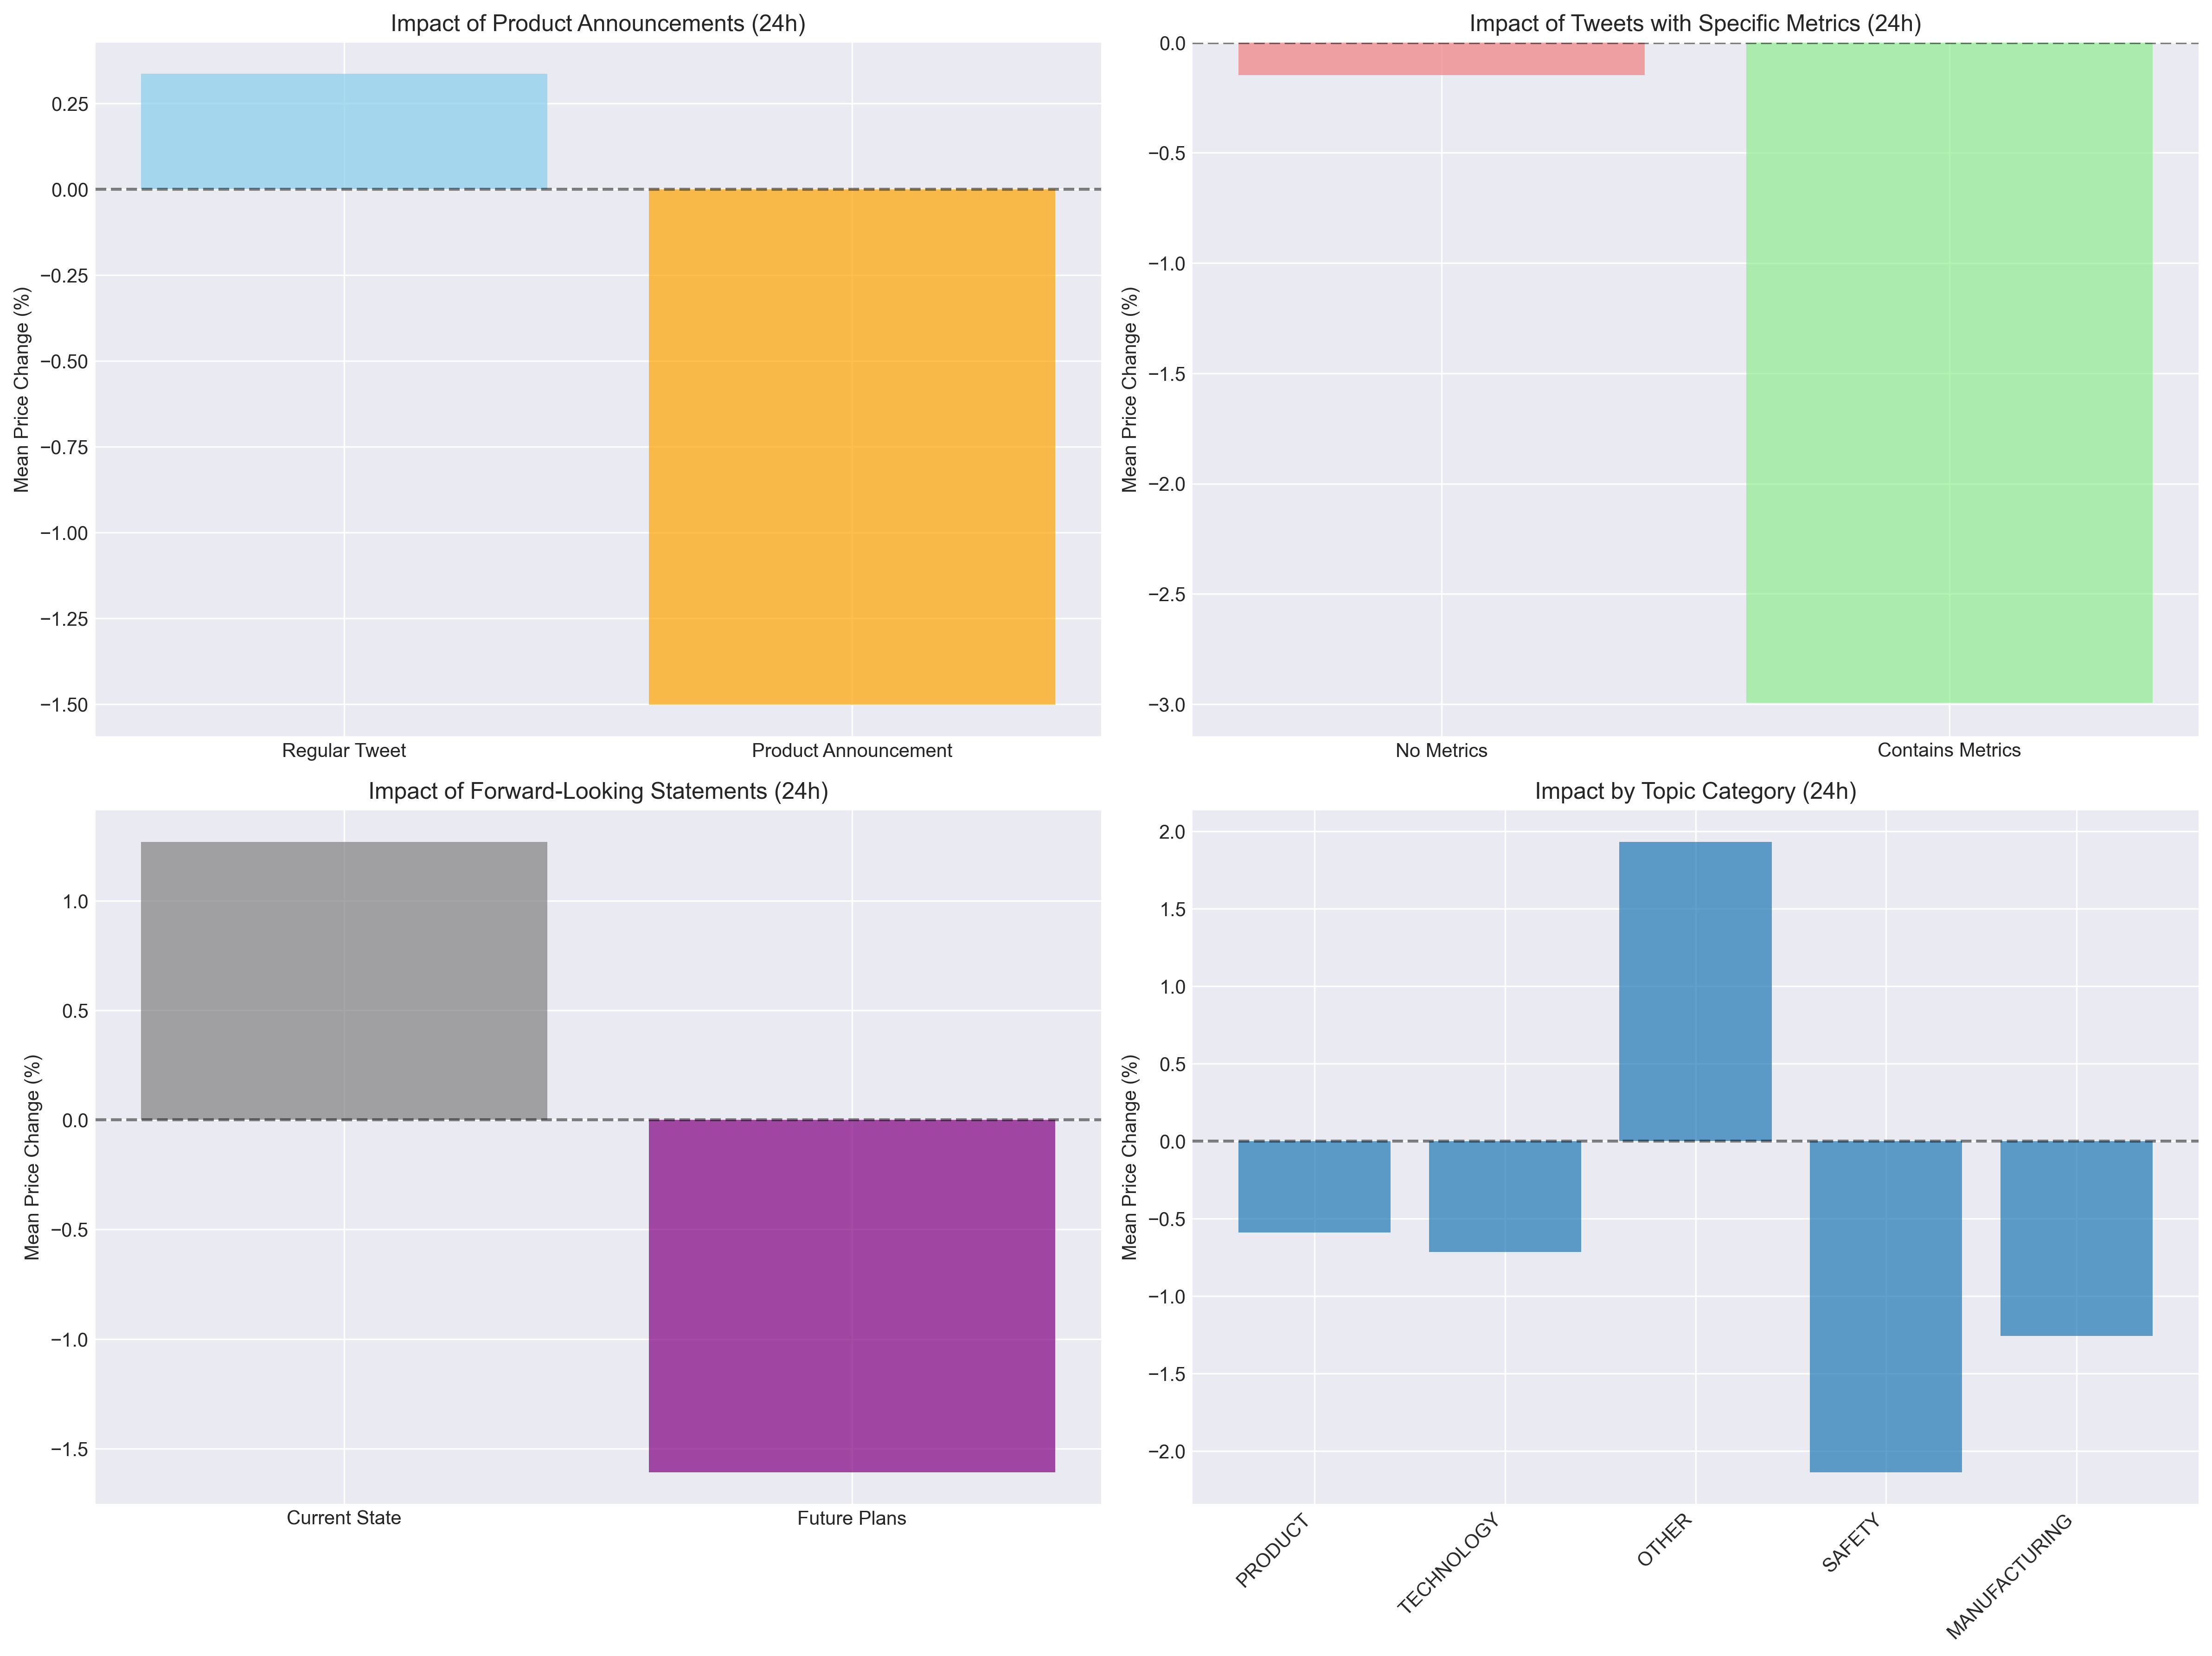 Impact of Product Announcements (24h)
Mean Price Change (%)
0.25
0.00
−0.25
−0.50
−0.75
−1.00
−1.25
−1.50
Regular Tweet
Product Announcement
Impact of Tweets with Specific Metrics (24h)
Mean Price Change (%)
0.0
−0.5
−1.0
−1.5
−2.0
−2.5
−3.0
No Metrics
Contains Metrics
Impact of Forward-Looking Statements (24h)
Mean Price Change (%)
1.0
0.5
0.0
−0.5
−1.0
−1.5
Current State
Future Plans
Impact by Topic Category (24h)
Mean Price Change (%)
2.0
1.5
1.0
0.5
0.0
−0.5
−1.0
−1.5
−2.0
PRODUCT
TECHNOLOGY
OTHER
SAFETY
MANUFACTURING